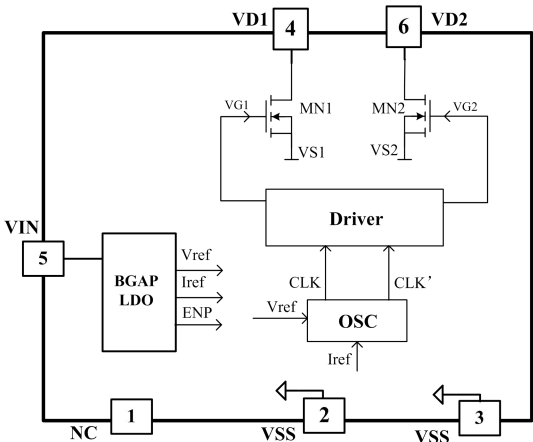 VD1 4 6 VD2
VG1 MN1 MN2 VG2
VS1 VS2
Driver
VIN
5
BGAP
LDO
Vref
Iref
ENP
CLK CLK'
Vref
OSC
Iref
NC 1 VSS 2 VSS 3